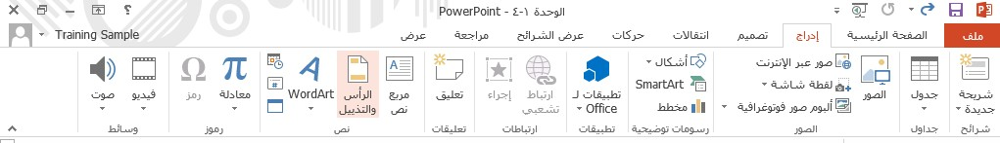 الوحدة ١-٤ - PowerPoint
Training Sample
ملف
الصفحة الرئيسية
إدراج
تصميم
انتقالات
حركات
عرض الشرائح
مراجعة
عرض
شريحة
جديدة
شرائح
جدول
جداول
الصور
صور عبر الإنترنت
لقطة شاشة
ألبوم صور فوتوغرافية
الصور
أشكال
SmartArt
مخطط
رسومات توضيحية
تطبيقات لـ
Office
تطبيقات
ارتباط
تشعبي
إجراء
ارتباطات
تعليق
تعليقات
مربع
نص
الرأس
والتذييل
WordArt
نص
معادلة
رمز
رموز
فيديو
صوت
وسائط